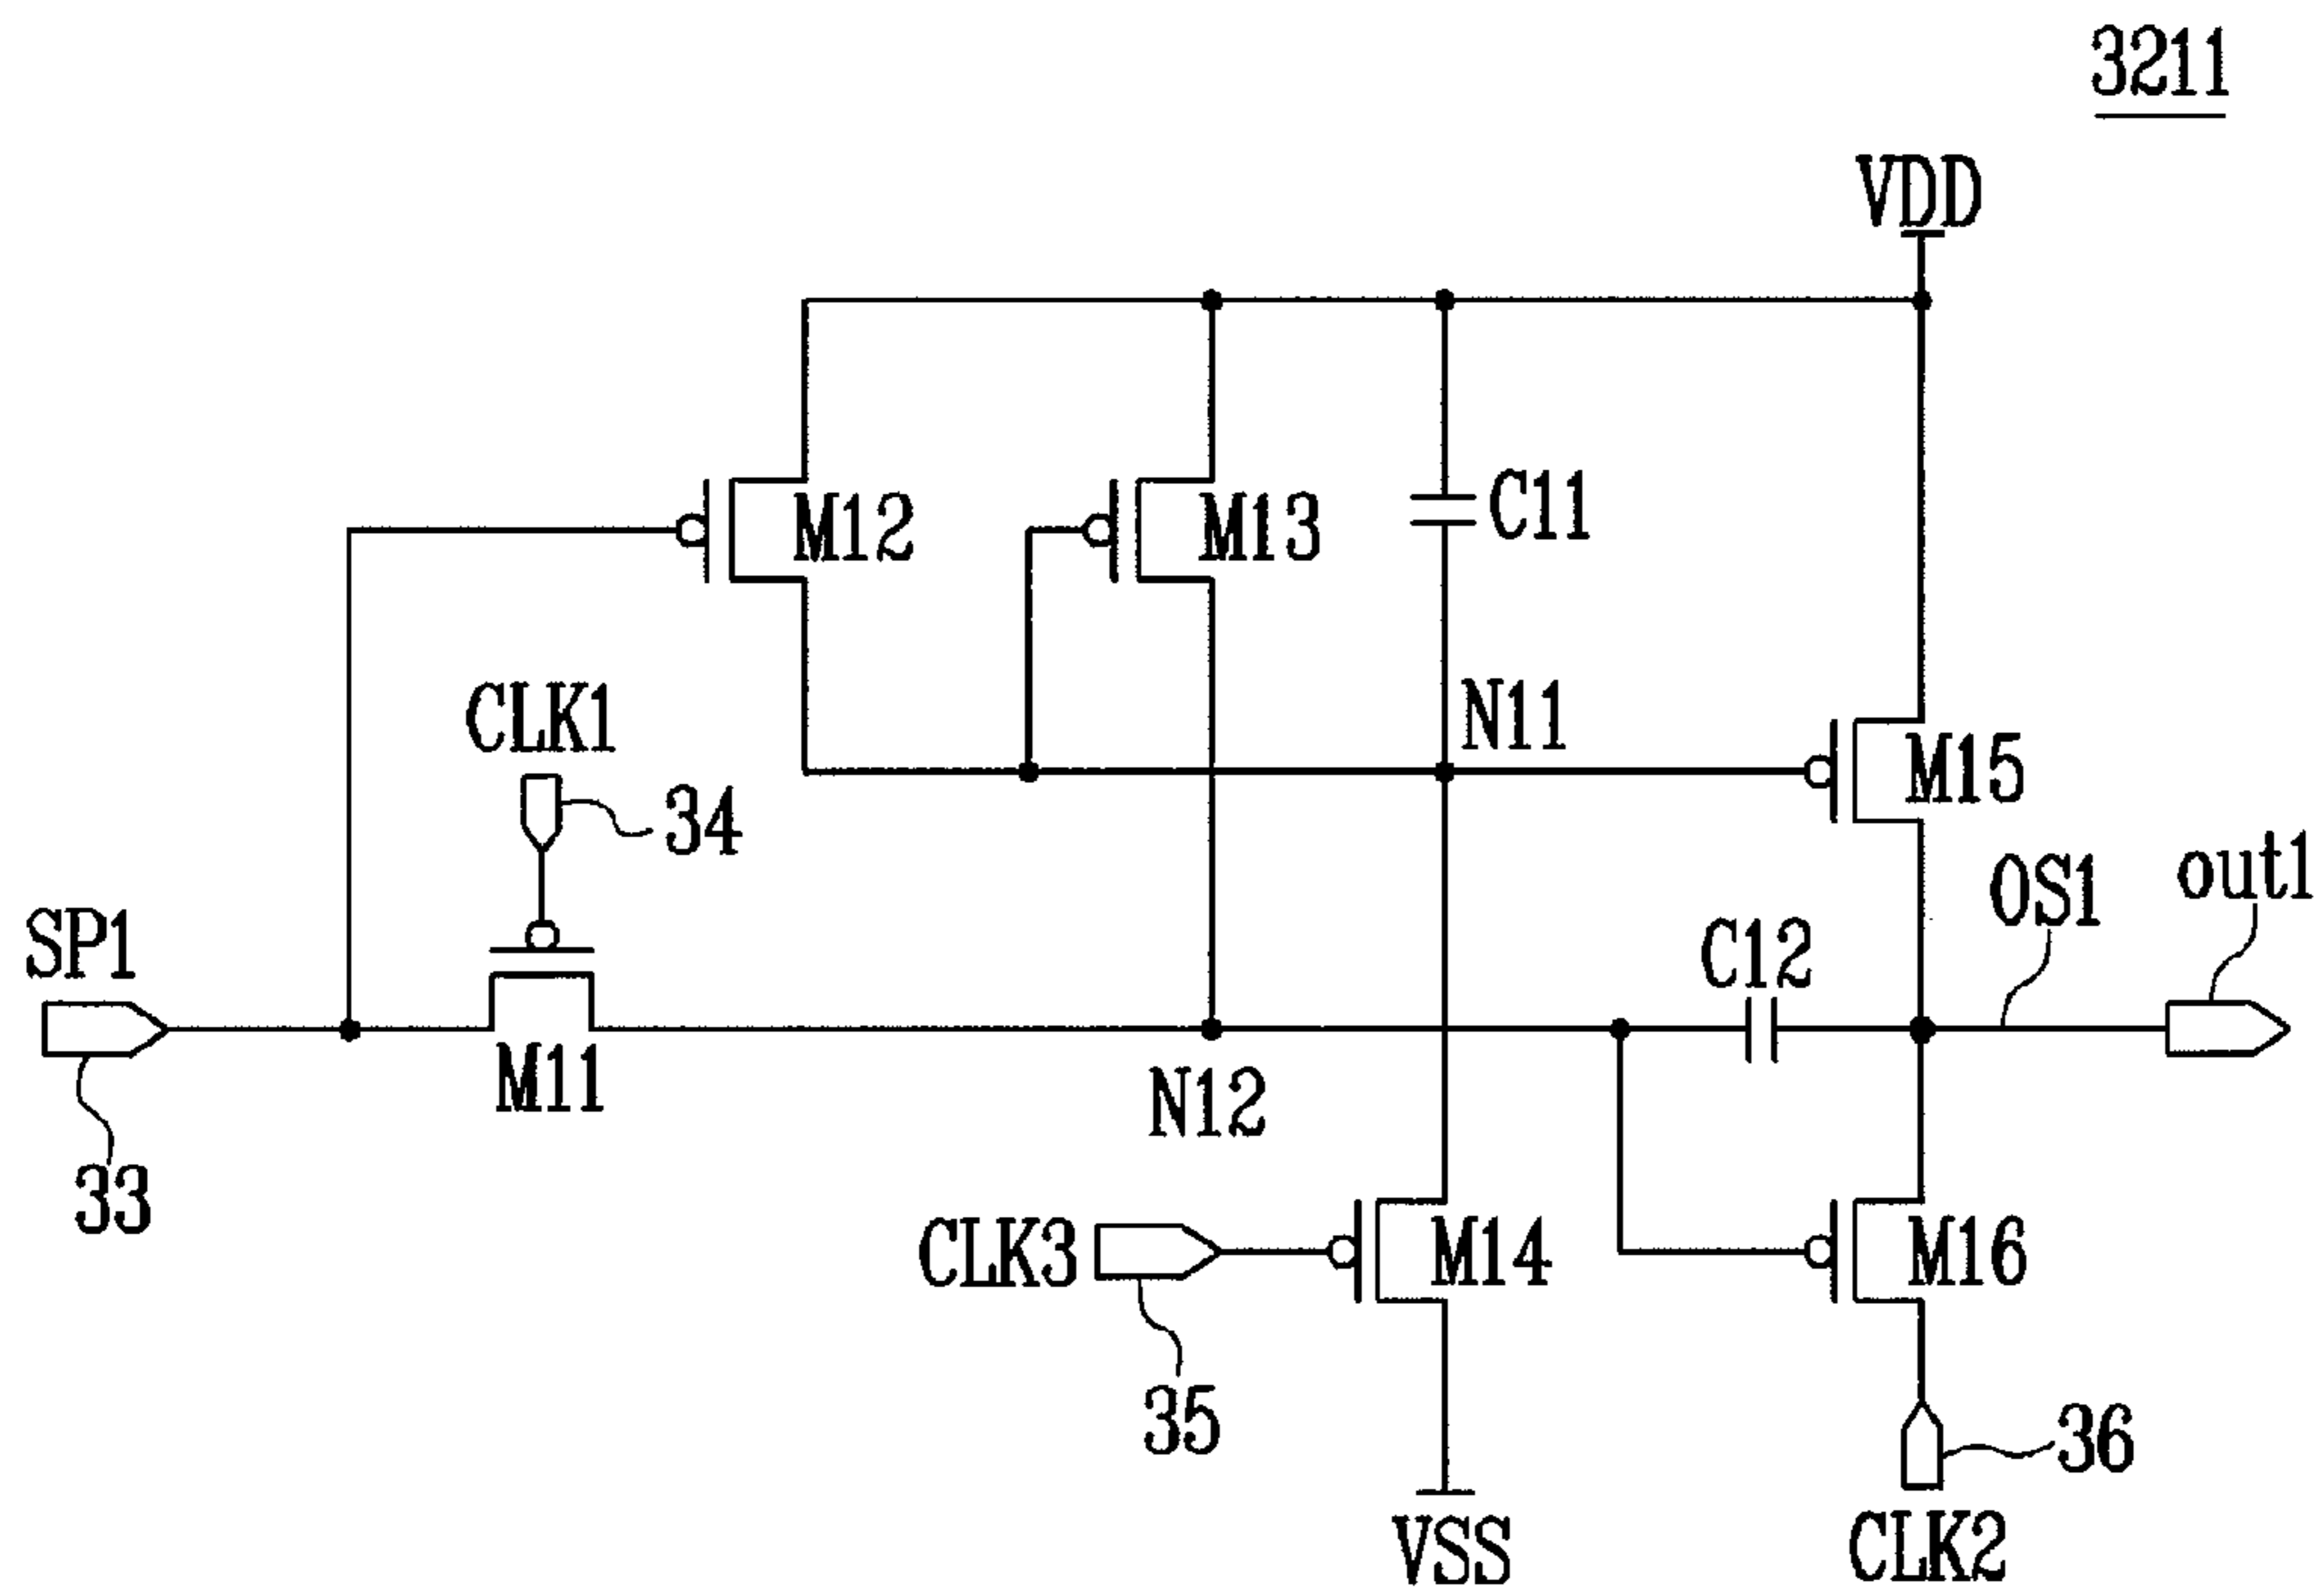 3211
VDD
M12
M13
C11
CLK1
34
N11
M15
SP1
OS1
out1
C12
M11
N12
33
CLK3
M14
M16
35
36
VSS
CLK2